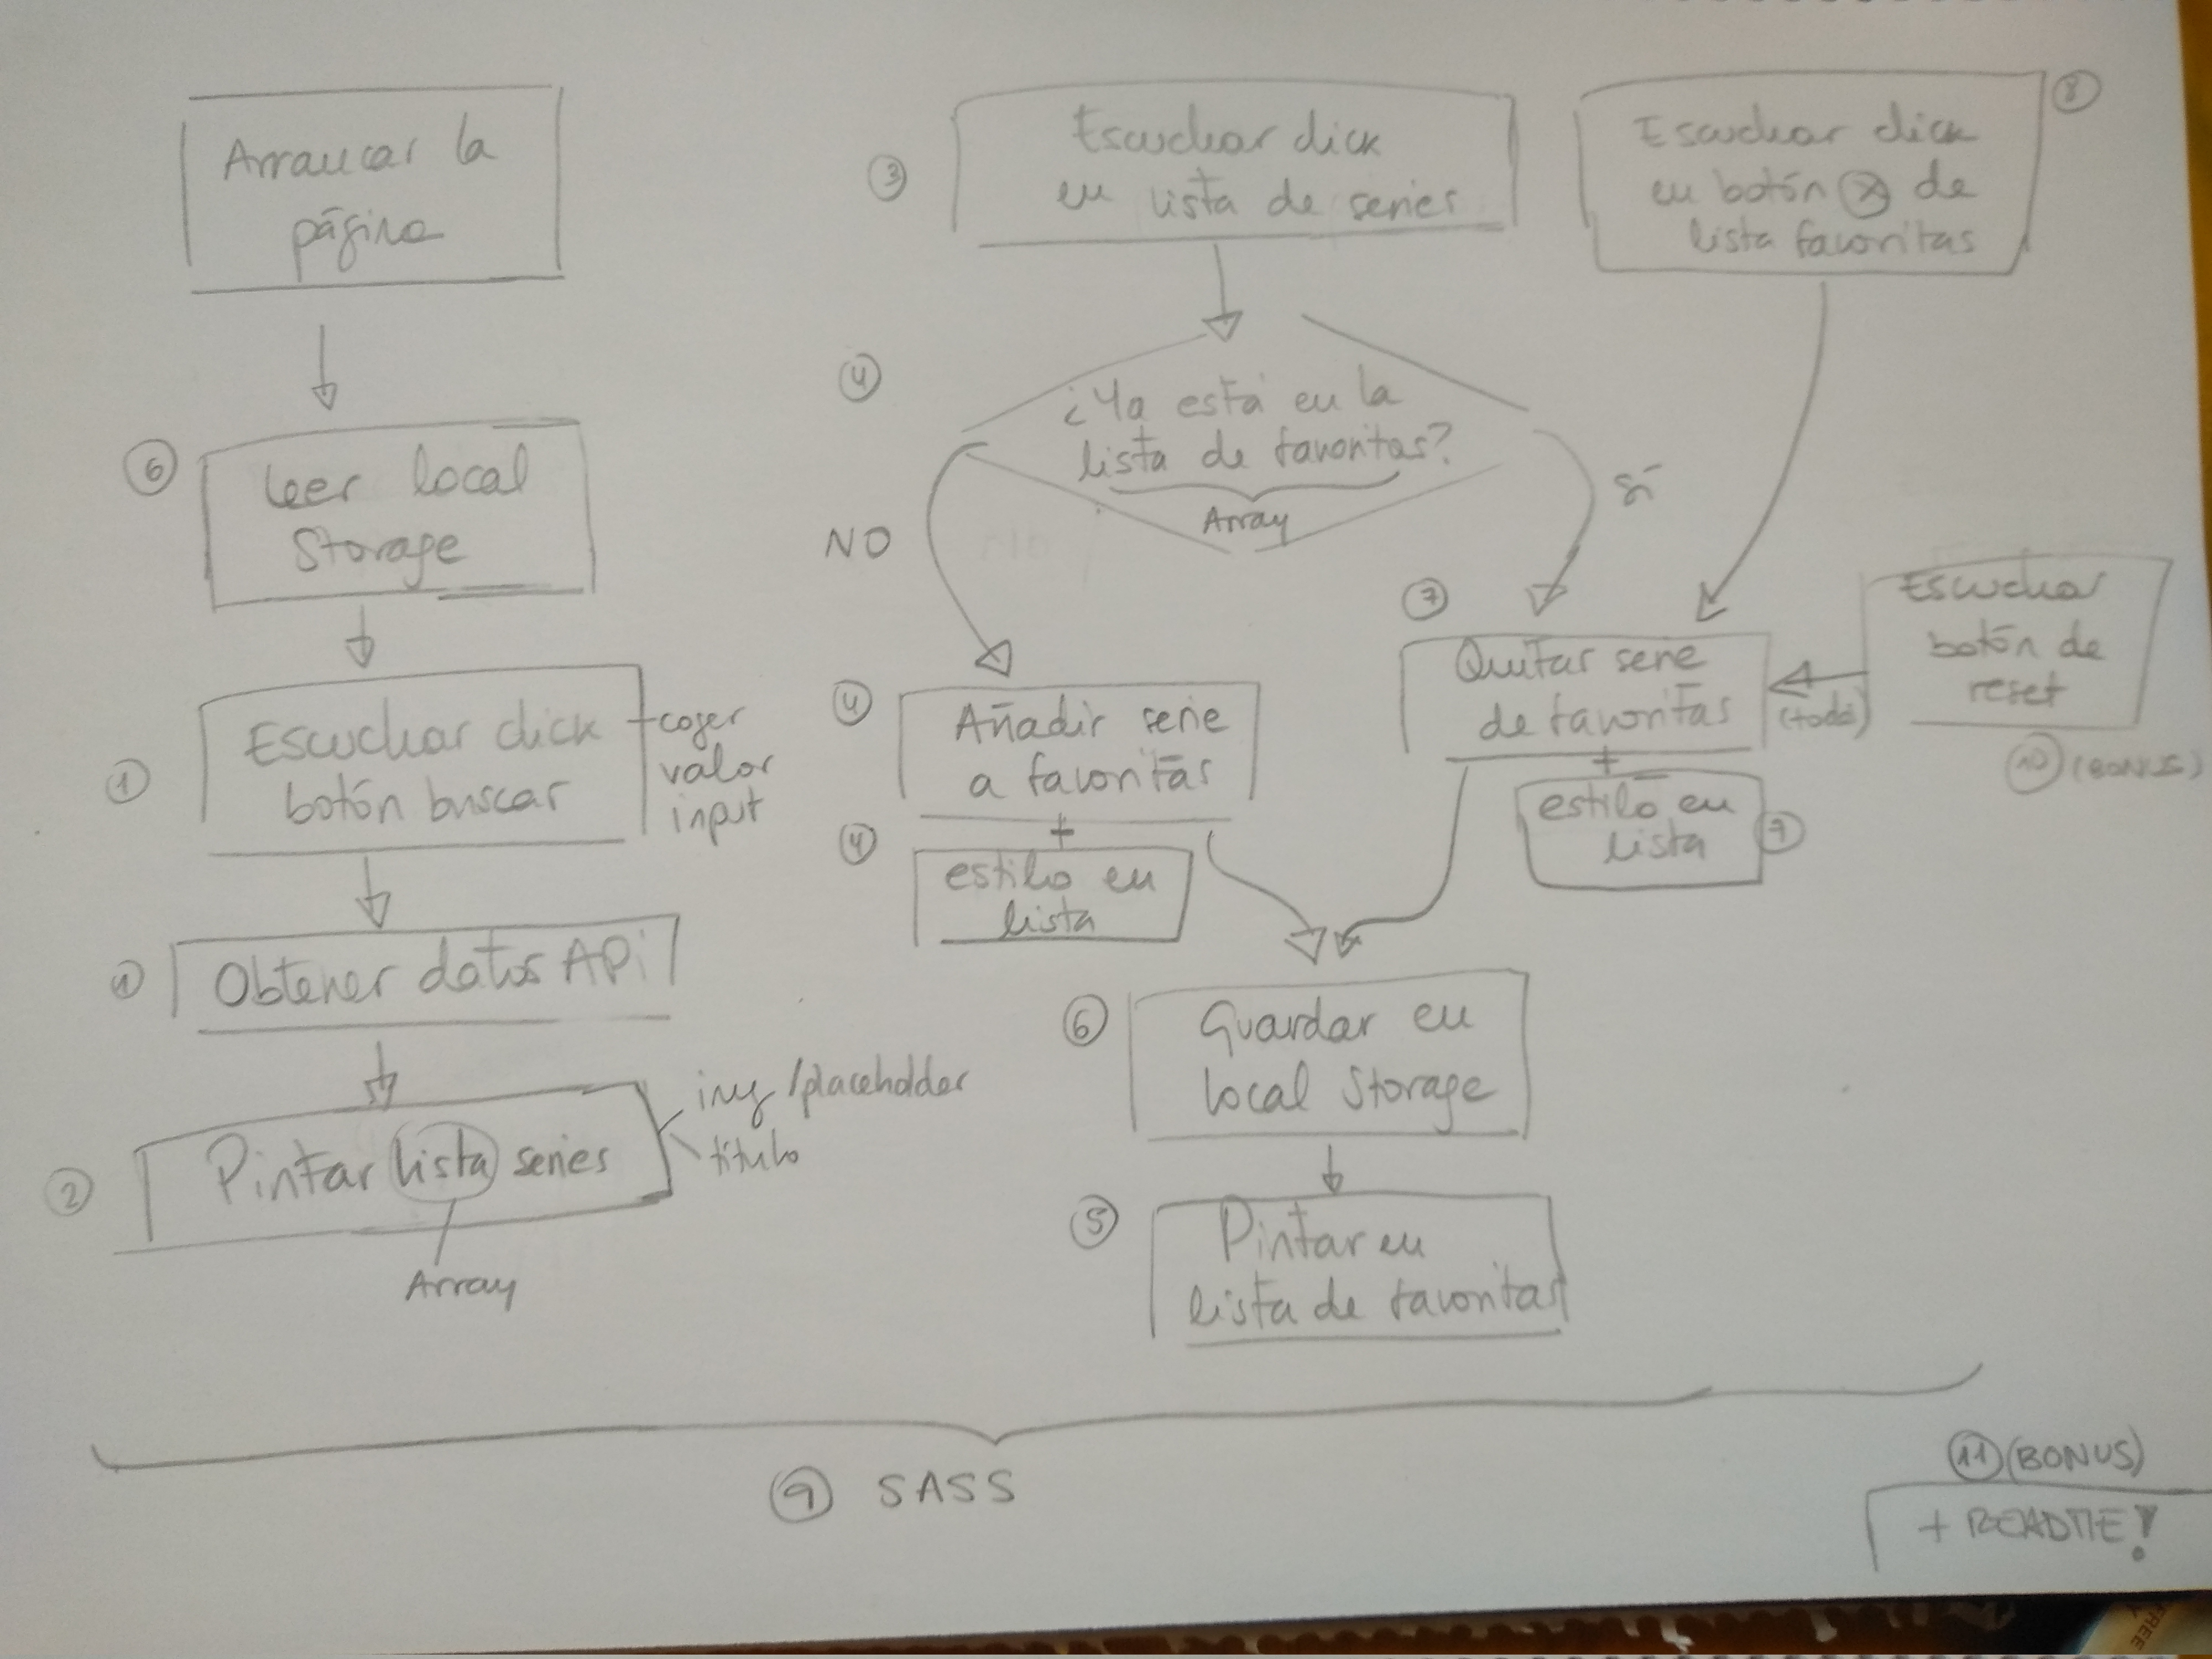 Arrancar la
página
⑥
Leer local
Storage
①
Escuchar click
botón buscar
coger
valor
input
①
Obtener datos API
②
Pintar lista series
img/placeholder
título
Array
③
Escuchar click
en lista de series
④
¿Ya está en la
lista de favoritas?
Array
NO
SÍ
④
Añadir serie
a favoritas
+
④
estilo en
lista
⑧
Escuchar click
en botón ⓧ de
lista favoritas
⑦
Quitar serie
de favoritas
+
estilo en
lista
⑦
(todo)
Escuchar
botón de
reset
⑩ (BONUS)
⑥
Guardar en
local Storage
⑤
Pintar en
lista de favoritas
⑨ SASS
⑪ (BONUS)
+ README!
FREE